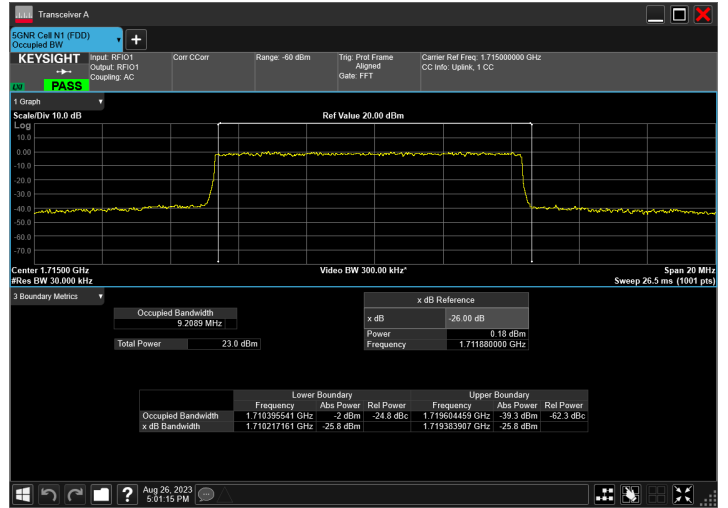 Transceiver A
5GNR Cell N1 (FDD)
Occupied BW
KEYSIGHT
LXI
PASS
Input: RFIO1
Output: RFIO1
Coupling: AC
Corr CCorr
Range: -60 dBm
Trig: Prot Frame
Aligned
Gate: FFT
Carrier Ref Freq: 1.715000000 GHz
CC Info: Uplink, 1 CC
1 Graph
Scale/Div 10.0 dB
Ref Value 20.00 dBm
Log
10.0
0.00
-10.0
-20.0
-30.0
-40.0
-50.0
-60.0
-70.0
Center 1.71500 GHz
Video BW 300.00 kHz*
Span 20 MHz
#Res BW 30.000 kHz
Sweep 26.5 ms (1001 pts)
3 Boundary Metrics
Occupied Bandwidth
9.2089 MHz
Total Power 23.0 dBm
x dB Reference
x dB -26.00 dB
Power 0.18 dBm
Frequency 1.711880000 GHz
Lower Boundary Upper Boundary
Frequency Abs Power Rel Power Frequency Abs Power Rel Power
Occupied Bandwidth 1.710395541 GHz -2 dBm -24.8 dBc 1.719604459 GHz -39.3 dBm -62.3 dBc
x dB Bandwidth 1.710217161 GHz -25.8 dBm 1.719383907 GHz -25.8 dBm
Aug 26, 2023
5:01:15 PM